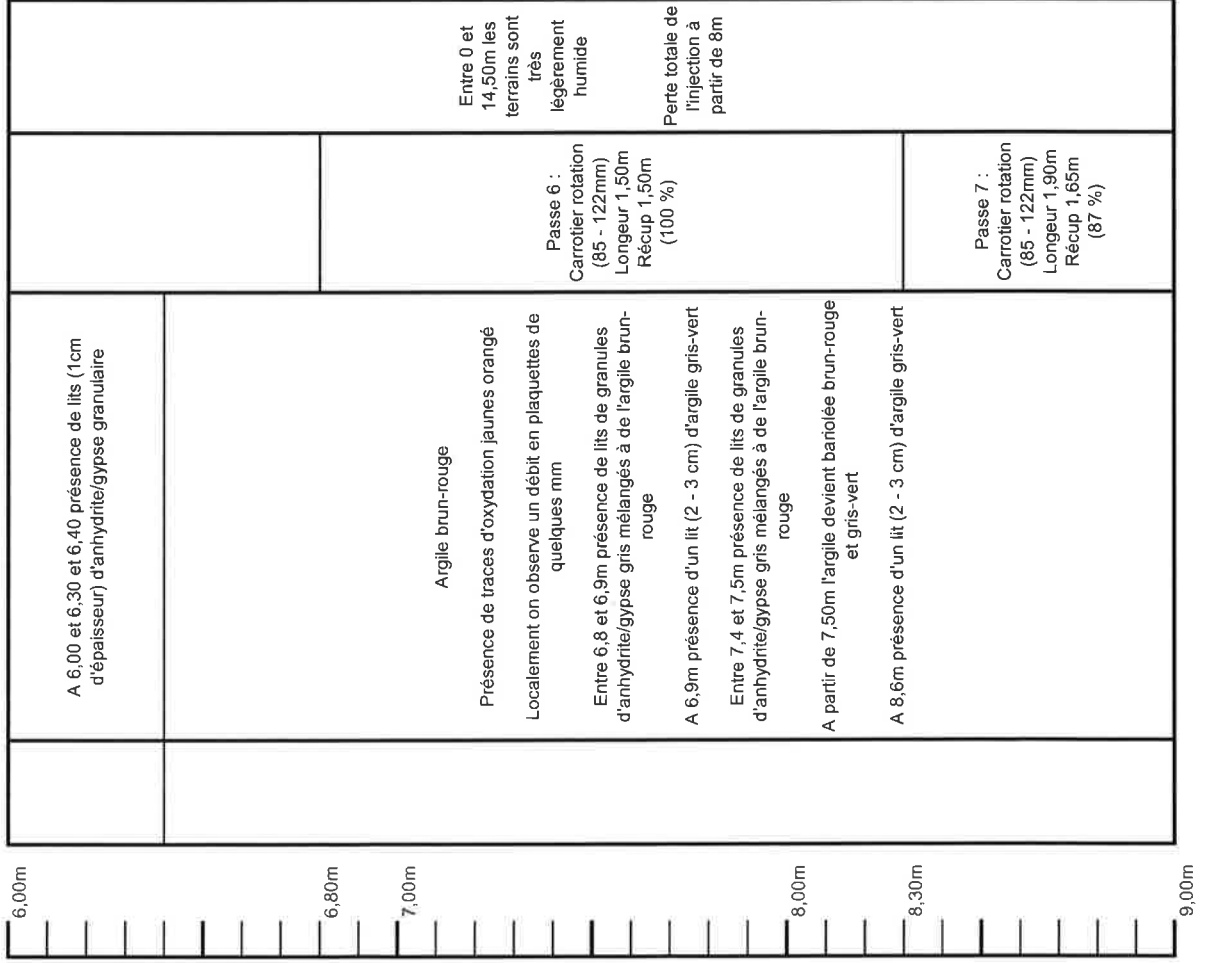 6,00m
6,80m
7,00m
8,00m
8,30m
9,00m
A 6,00 et 6,30 et 6,40 présence de lits (1cm
d'épaisseur) d'anhydrite/gypse granulaire
Argile brun-rouge
Présence de traces d'oxydation jaunes orangé
Localement on observe un débit en plaquettes de
quelques mm
Entre 6,8 et 6,9m présence de lits de granules
d'anhydrite/gypse gris mélangés à de l'argile brun-
rouge
A 6,9m présence d'un lit (2 - 3 cm) d'argile gris-vert
Entre 7,4 et 7,5m présence de lits de granules
d'anhydrite/gypse gris mélangés à de l'argile brun-
rouge
A partir de 7,50m l'argile devient bariolée brun-rouge
et gris-vert
A 8,6m présence d'un lit (2 - 3 cm) d'argile gris-vert
Passe 6 :
Carrotier rotation
(85 - 122mm)
Longeur 1,50m
Récup 1,50m
(100 %)
Passe 7 :
Carrotier rotation
(85 - 122mm)
Longeur 1,90m
Récup 1,65m
(87 %)
Entre 0 et
14,50m les
terrains sont
très
légèrement
humide
Perte totale de
l'injection à
partir de 8m